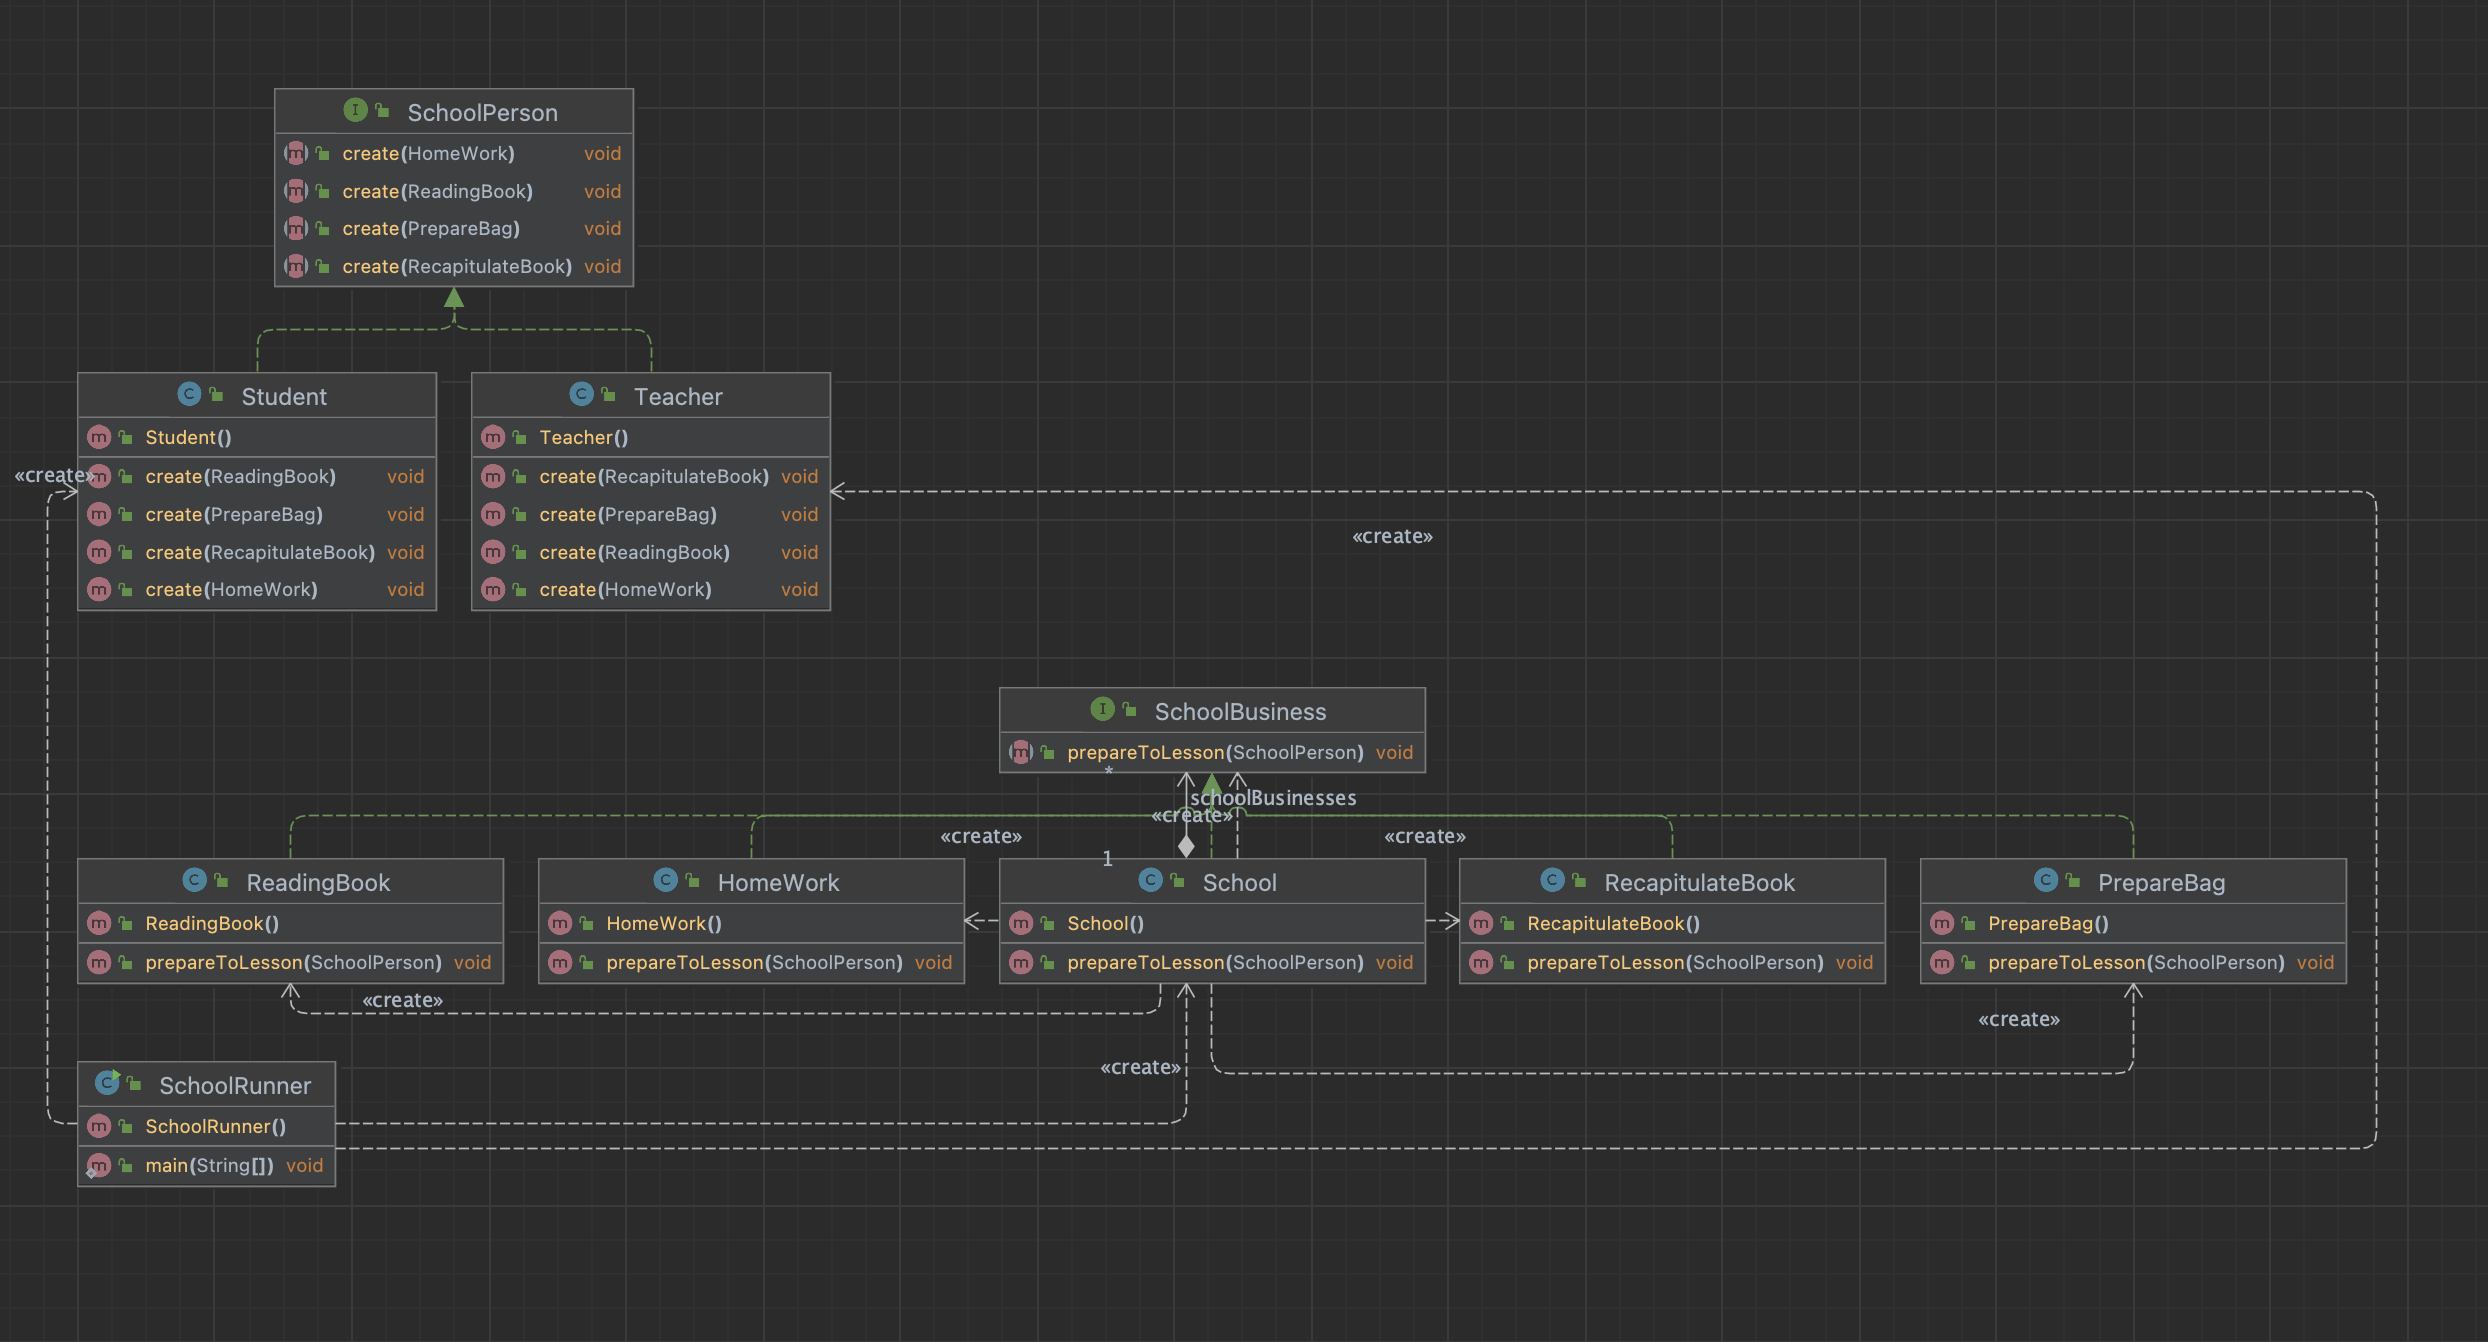 SchoolPerson
create(HomeWork) void
create(ReadingBook) void
create(PrepareBag) void
create(RecapitulateBook) void
Student
Student()
create(ReadingBook) void
create(PrepareBag) void
create(RecapitulateBook) void
create(HomeWork) void
«create»
Teacher
Teacher()
create(RecapitulateBook) void
create(PrepareBag) void
create(ReadingBook) void
create(HomeWork) void
«create»
SchoolBusiness
prepareToLesson(SchoolPerson) void
*
schoolBusinesses
«create»
«create»
«create»
1
ReadingBook
ReadingBook()
prepareToLesson(SchoolPerson) void
HomeWork
HomeWork()
prepareToLesson(SchoolPerson) void
School
School()
prepareToLesson(SchoolPerson) void
RecapitulateBook
RecapitulateBook()
prepareToLesson(SchoolPerson) void
PrepareBag
PrepareBag()
prepareToLesson(SchoolPerson) void
«create»
«create»
«create»
SchoolRunner
SchoolRunner()
main(String[]) void